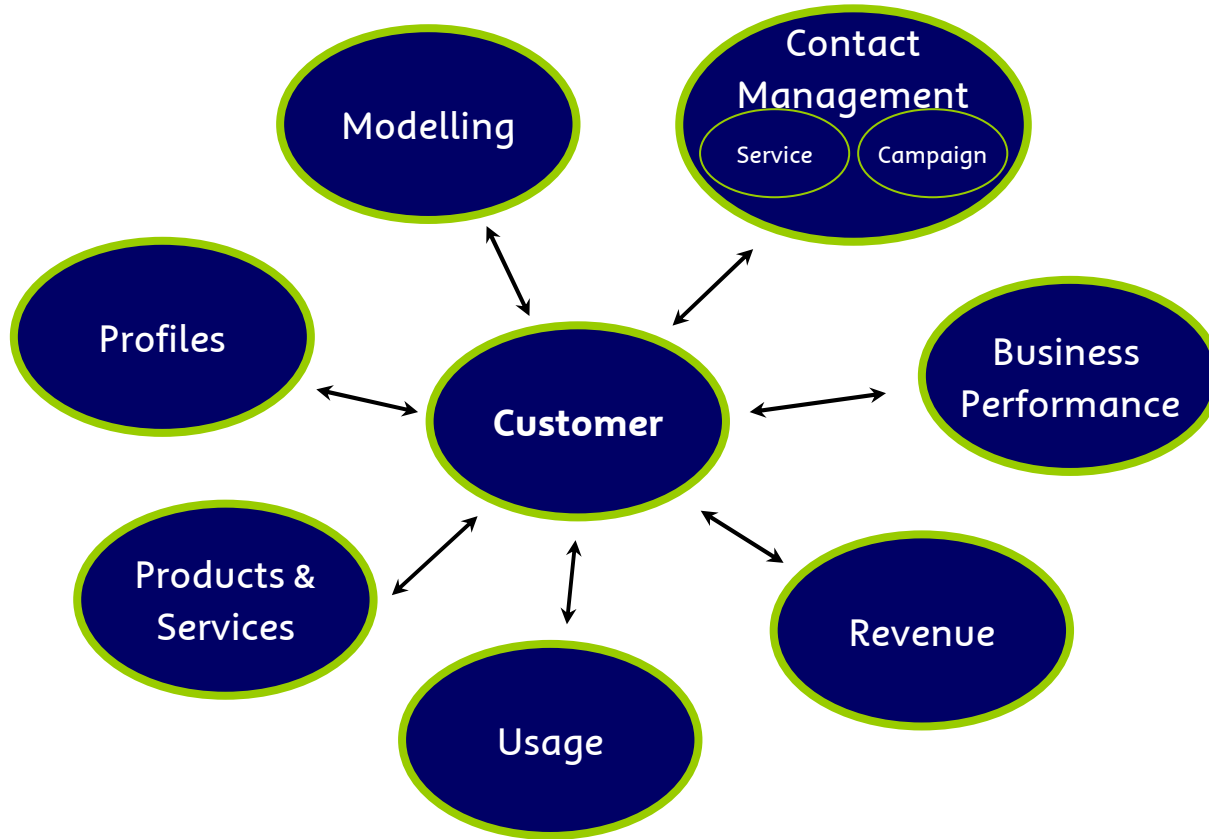 Contact
Management
Service
Campaign
Modelling
Profiles
Business
Performance
Customer
Products &
Services
Revenue
Usage